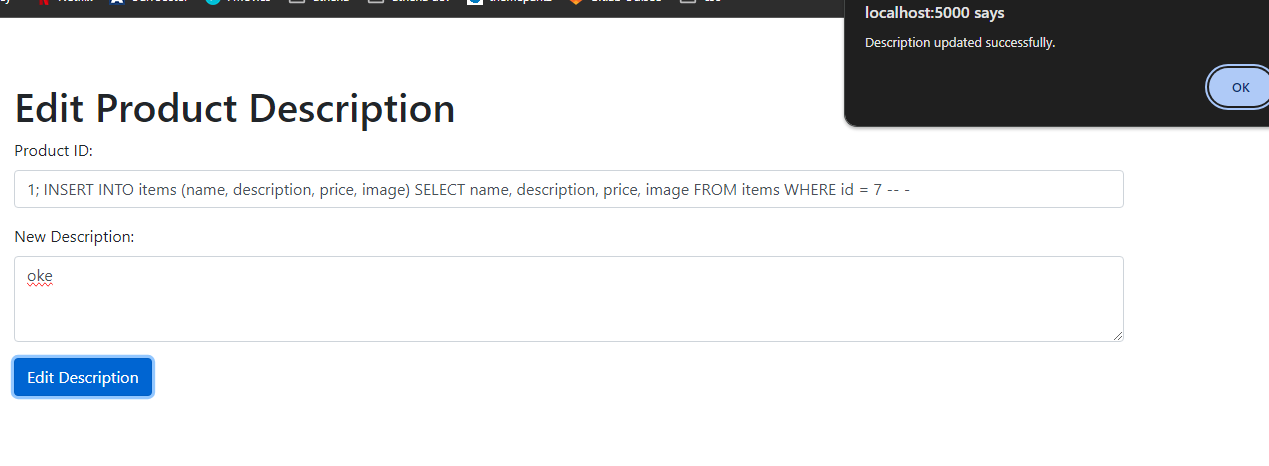 Netflix
localhost:5000 says
Description updated successfully.
OK
Edit Product Description
Product ID:
1; INSERT INTO items (name, description, price, image) SELECT name, description, price, image FROM items WHERE id = 7 -- -
New Description:
oke
Edit Description